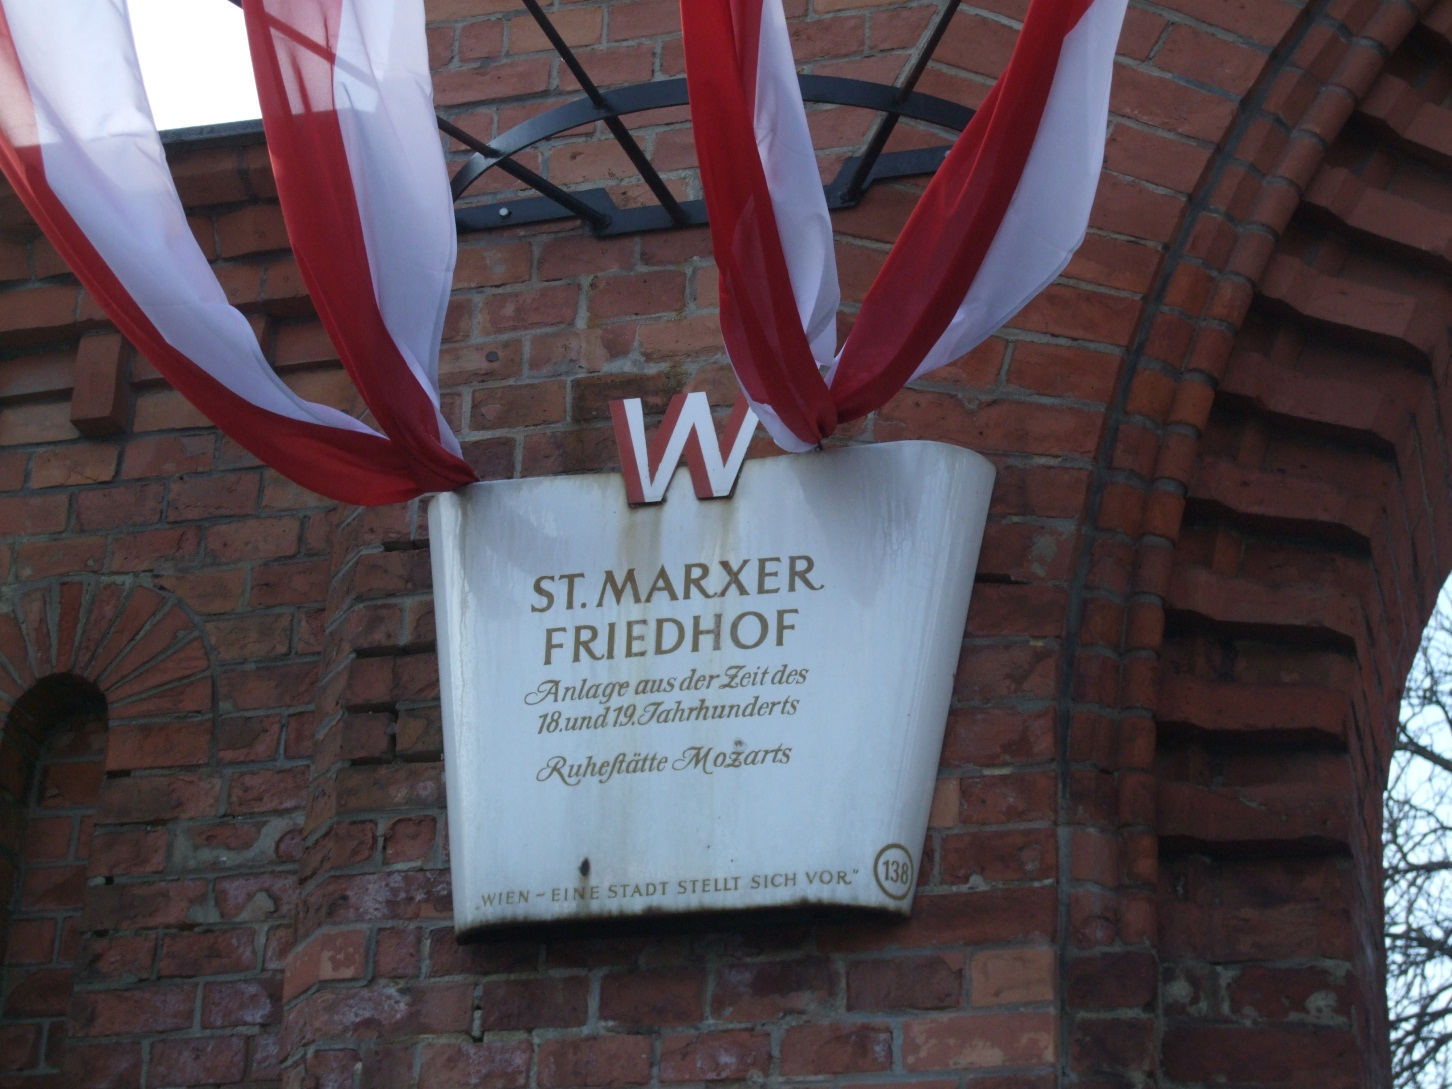 W
ST. MARXER
FRIEDHOF
Anlage aus der Zeit des
18. und 19. Jahrhunderts
Ruheſtätte Mozarts
„WIEN – EINE STADT STELLT SICH VOR."
138